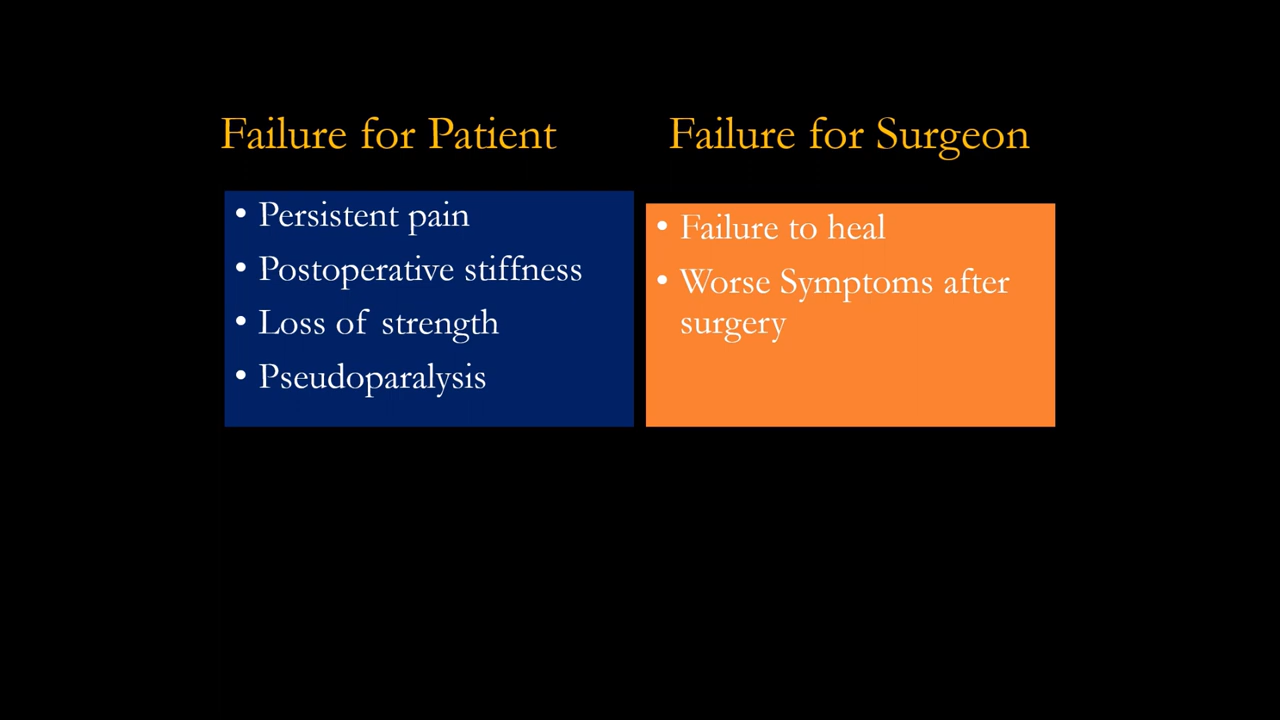 Failure for Patient
• Persistent pain
• Postoperative stiffness
• Loss of strength
• Pseudoparalysis
Failure for Surgeon
• Failure to heal
• Worse Symptoms after
surgery